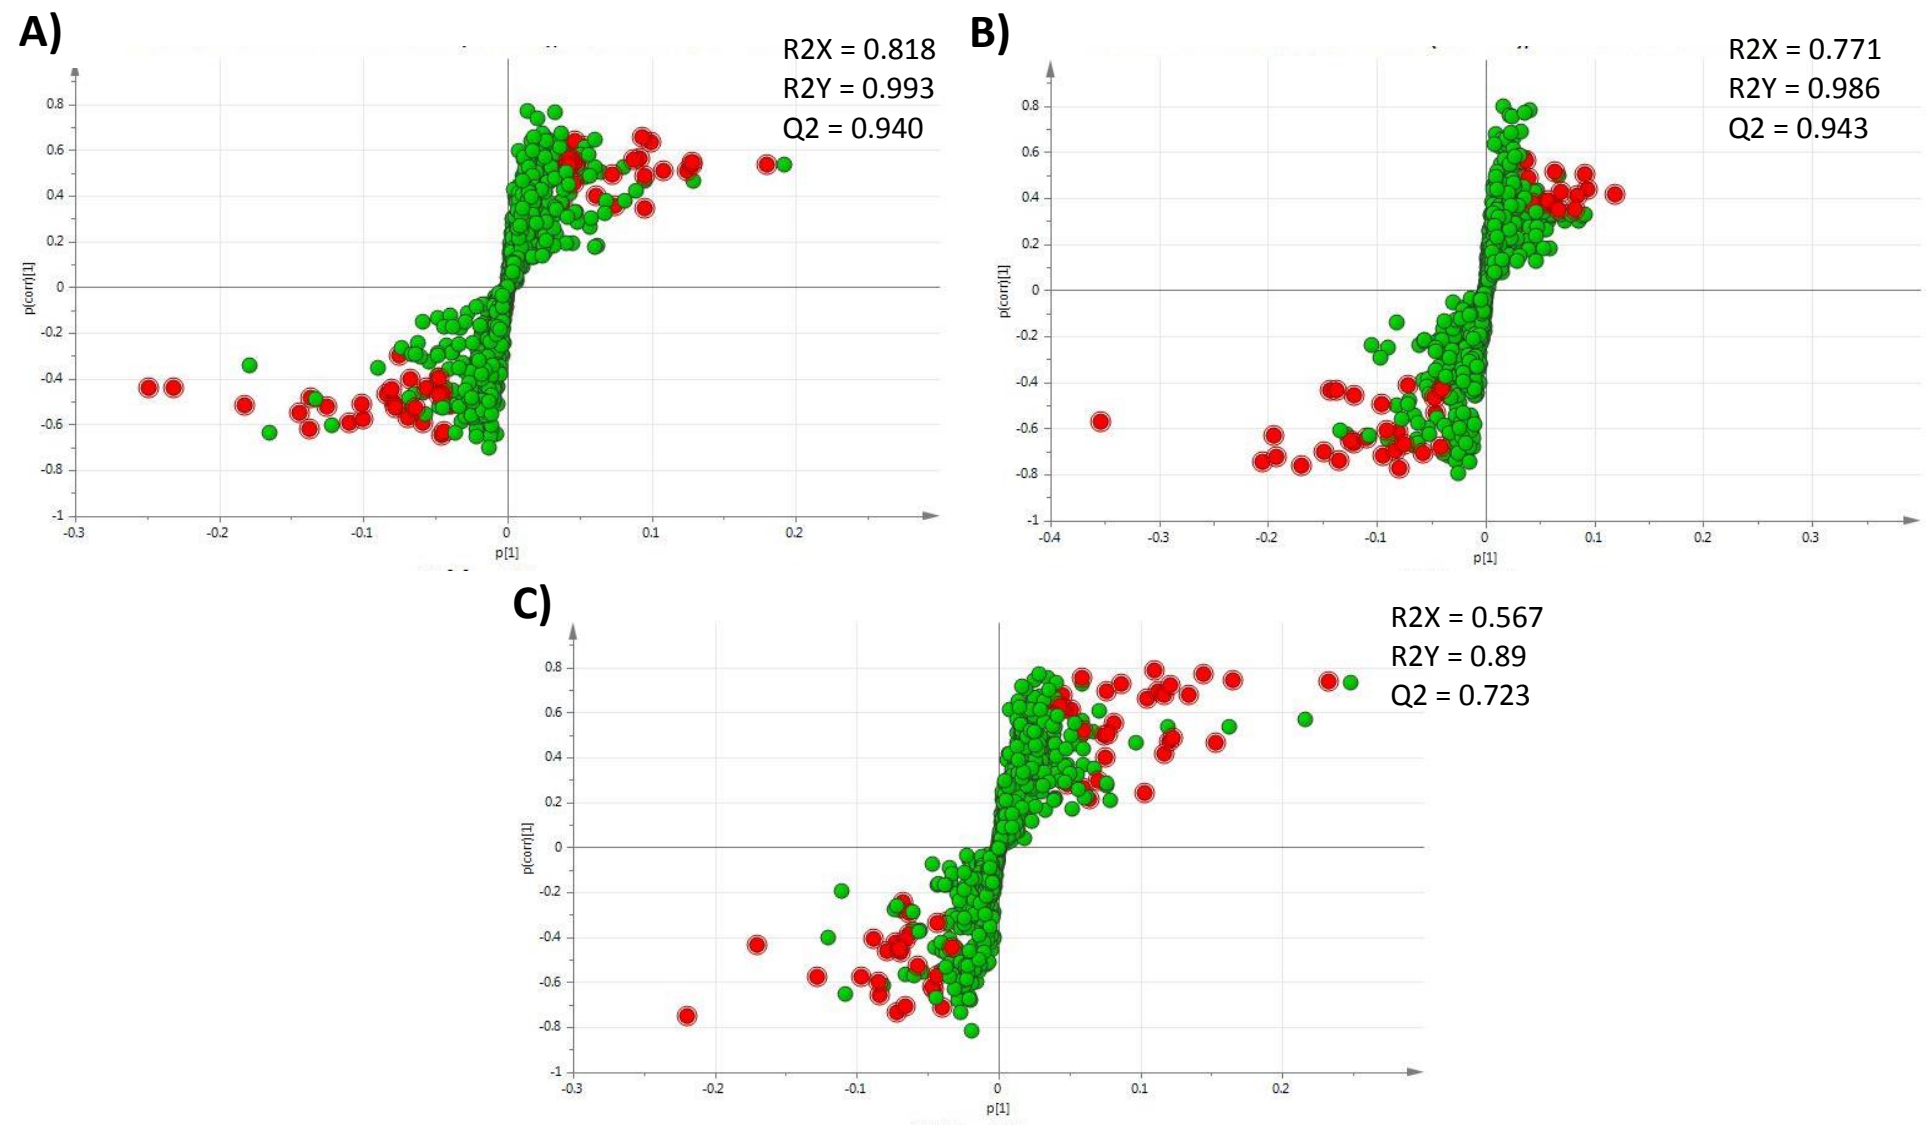 A)
R2X = 0.818
R2Y = 0.993
Q2 = 0.940
0.8
0.6
0.4
0.2
0
-0.2
-0.4
-0.6
-0.8
-1
p(corr)[1]
-0.3 -0.2 -0.1 0 0.1 0.2
p[1]
B)
R2X = 0.771
R2Y = 0.986
Q2 = 0.943
0.8
0.6
0.4
0.2
0
-0.2
-0.4
-0.6
-0.8
-1
p(corr)[1]
-0.4 -0.3 -0.2 -0.1 0 0.1 0.2 0.3
p[1]
C)
R2X = 0.567
R2Y = 0.89
Q2 = 0.723
0.8
0.6
0.4
0.2
0
-0.2
-0.4
-0.6
-0.8
-1
p(corr)[1]
-0.3 -0.2 -0.1 0 0.1 0.2
p[1]